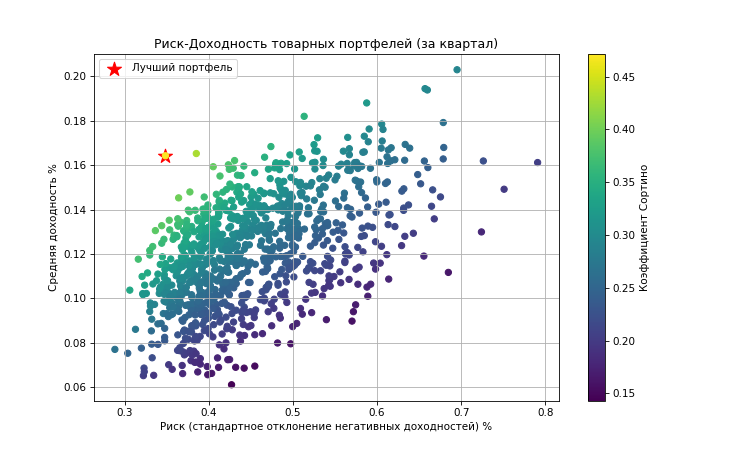 Риск-Доходность товарных портфелей (за квартал)
Лучший портфель
Средняя доходность %
0.20
0.18
0.16
0.14
0.12
0.10
0.08
0.06
0.3 0.4 0.5 0.6 0.7 0.8
Риск (стандартное отклонение негативных доходностей) %
0.45
0.40
0.35
0.30
0.25
0.20
0.15
Коэффициент Сортино